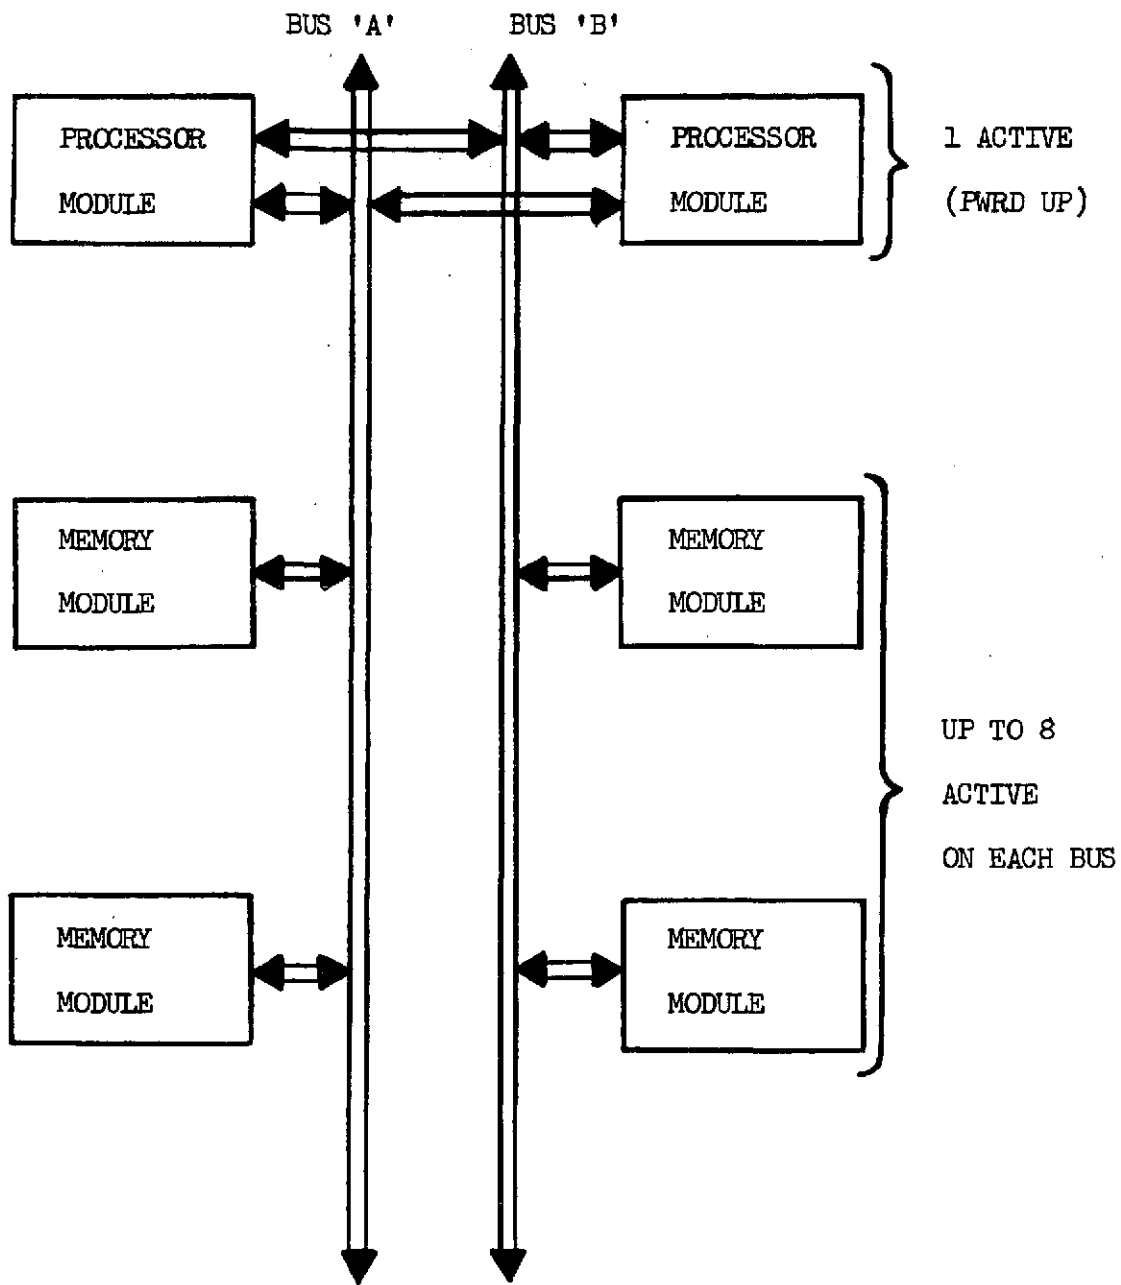 BUS 'A'
BUS 'B'
PROCESSOR
MODULE
PROCESSOR
MODULE
1 ACTIVE
(PWRD UP)
MEMORY
MODULE
MEMORY
MODULE
UP TO 8
ACTIVE
ON EACH BUS
MEMORY
MODULE
MEMORY
MODULE